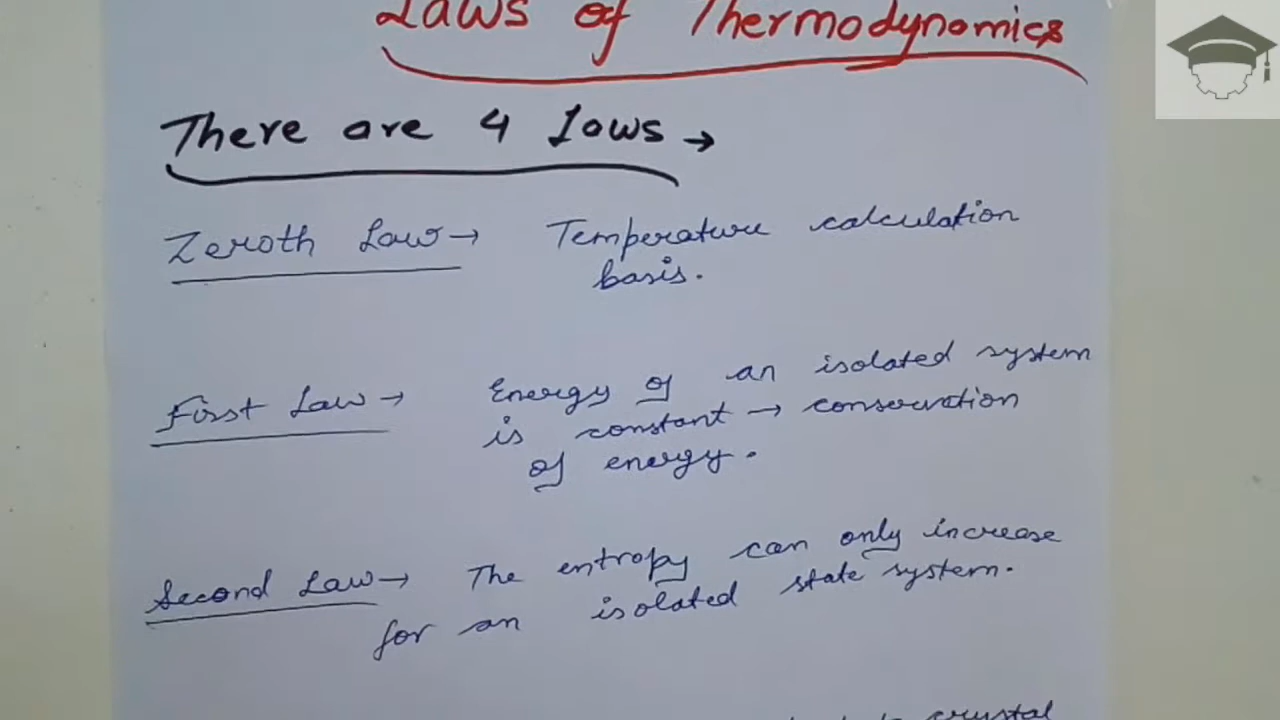 Laws of Thermodynamics
There are 4 laws →
Zeroth Law → Temperature calculation
basis.
First Law → Energy of an isolated system
is constant → conservation
of energy.
Second Law → The entropy can only increase
for an isolated state system.
crystal